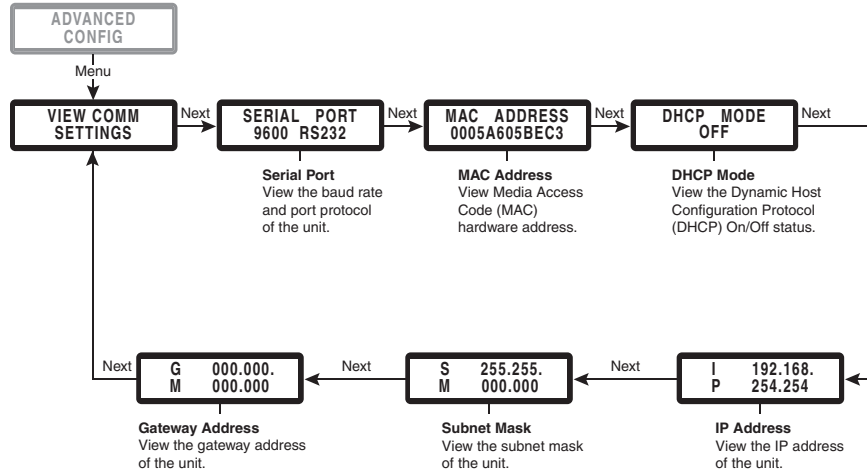 ADVANCED
CONFIG
Menu
VIEW COMM
SETTINGS
Next
SERIAL PORT
9600 RS232
Next
MAC ADDRESS
0005A605BEC3
Next
DHCP MODE
OFF
Next
Serial Port
View the baud rate
and port protocol
of the unit.
MAC Address
View Media Access
Code (MAC)
hardware address.
DHCP Mode
View the Dynamic Host
Configuration Protocol
(DHCP) On/Off status.
Next
G 000.000.
M 000.000
Next
S 255.255.
M 000.000
Next
I 192.168.
P 254.254
Gateway Address
View the gateway address
of the unit.
Subnet Mask
View the subnet mask
of the unit.
IP Address
View the IP address
of the unit.